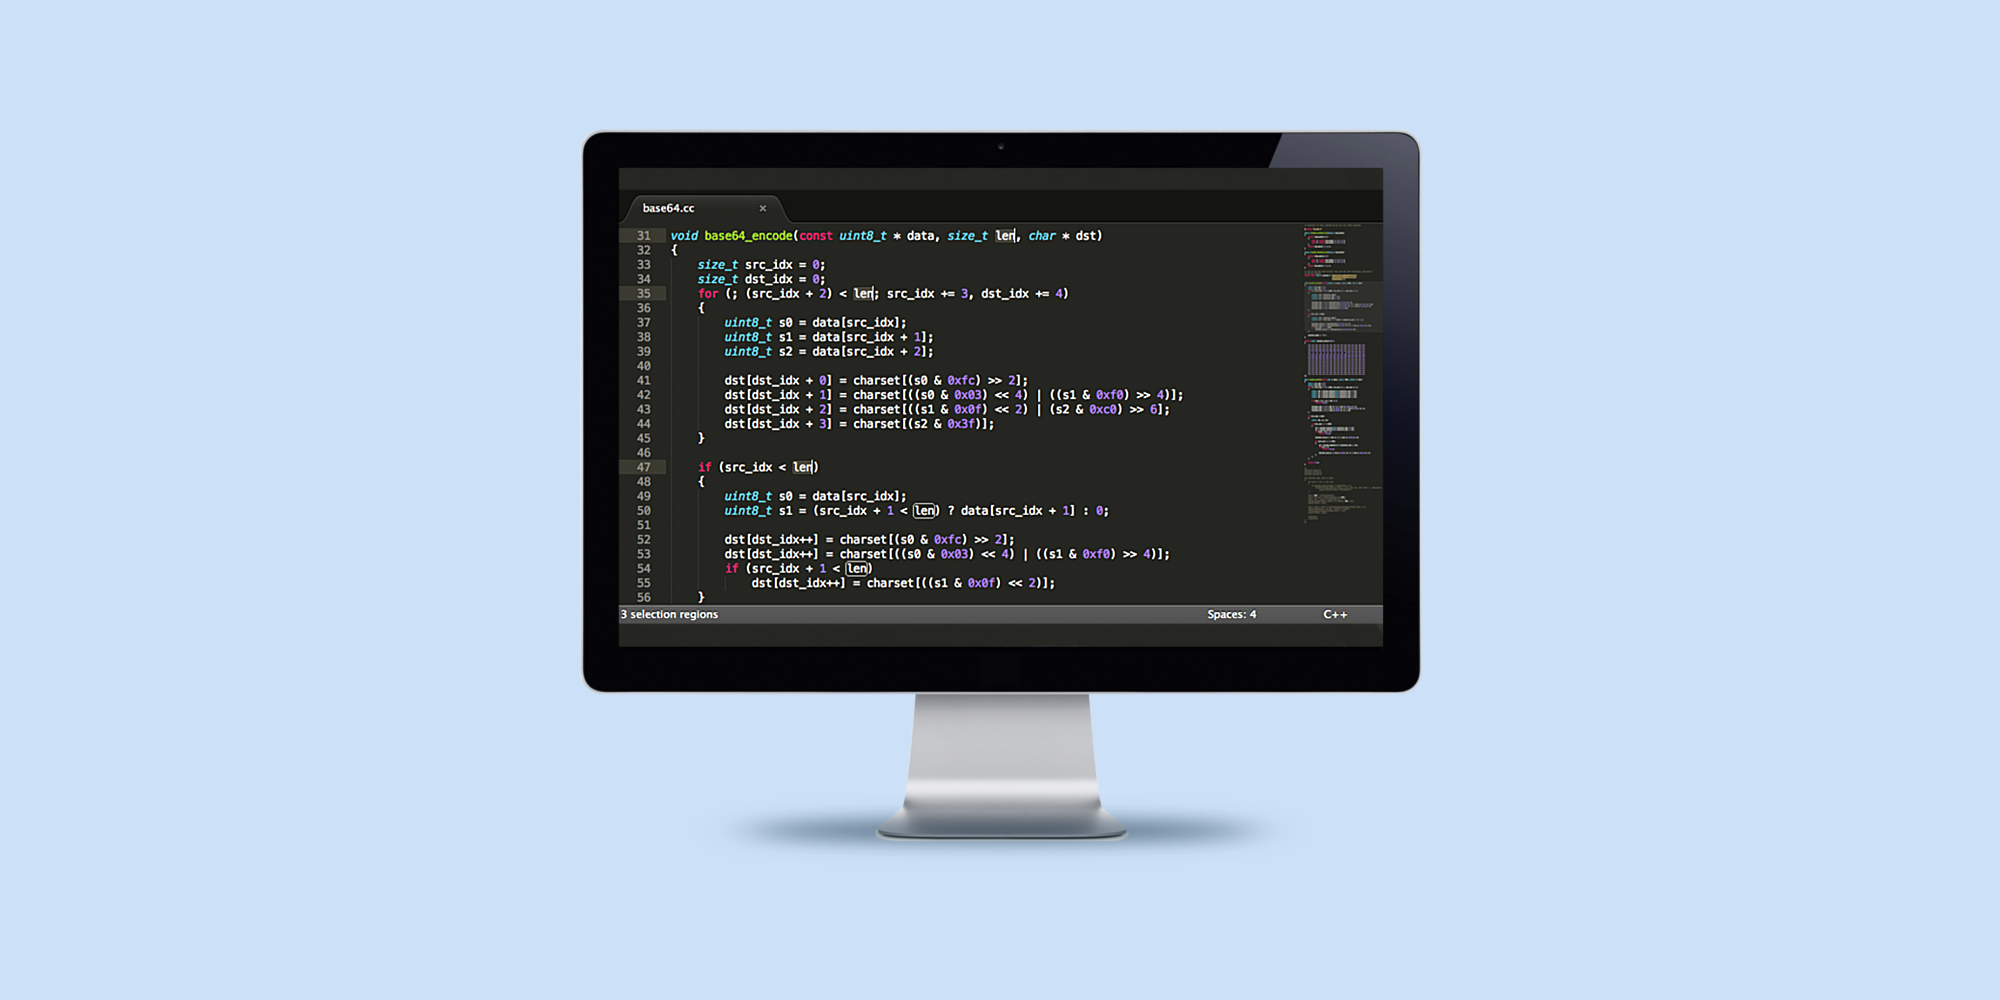 base64.cc ×
31 void base64_encode(const uint8_t * data, size_t len, char * dst)
32 {
33 size_t src_idx = 0;
34 size_t dst_idx = 0;
35 for (; (src_idx + 2) < len; src_idx += 3, dst_idx += 4)
36 {
37 uint8_t s0 = data[src_idx];
38 uint8_t s1 = data[src_idx + 1];
39 uint8_t s2 = data[src_idx + 2];
40
41 dst[dst_idx + 0] = charset[(s0 & 0xfc) >> 2];
42 dst[dst_idx + 1] = charset[((s0 & 0x03) << 4) | ((s1 & 0xf0) >> 4)];
43 dst[dst_idx + 2] = charset[((s1 & 0x0f) << 2) | (s2 & 0xc0) >> 6];
44 dst[dst_idx + 3] = charset[(s2 & 0x3f)];
45 }
46
47 if (src_idx < len)
48 {
49 uint8_t s0 = data[src_idx];
50 uint8_t s1 = (src_idx + 1 < len) ? data[src_idx + 1] : 0;
51
52 dst[dst_idx++] = charset[(s0 & 0xfc) >> 2];
53 dst[dst_idx++] = charset[((s0 & 0x03) << 4) | ((s1 & 0xf0) >> 4)];
54 if (src_idx + 1 < len)
55 dst[dst_idx++] = charset[((s1 & 0x0f) << 2)];
56 }
3 selection regions Spaces: 4 C++